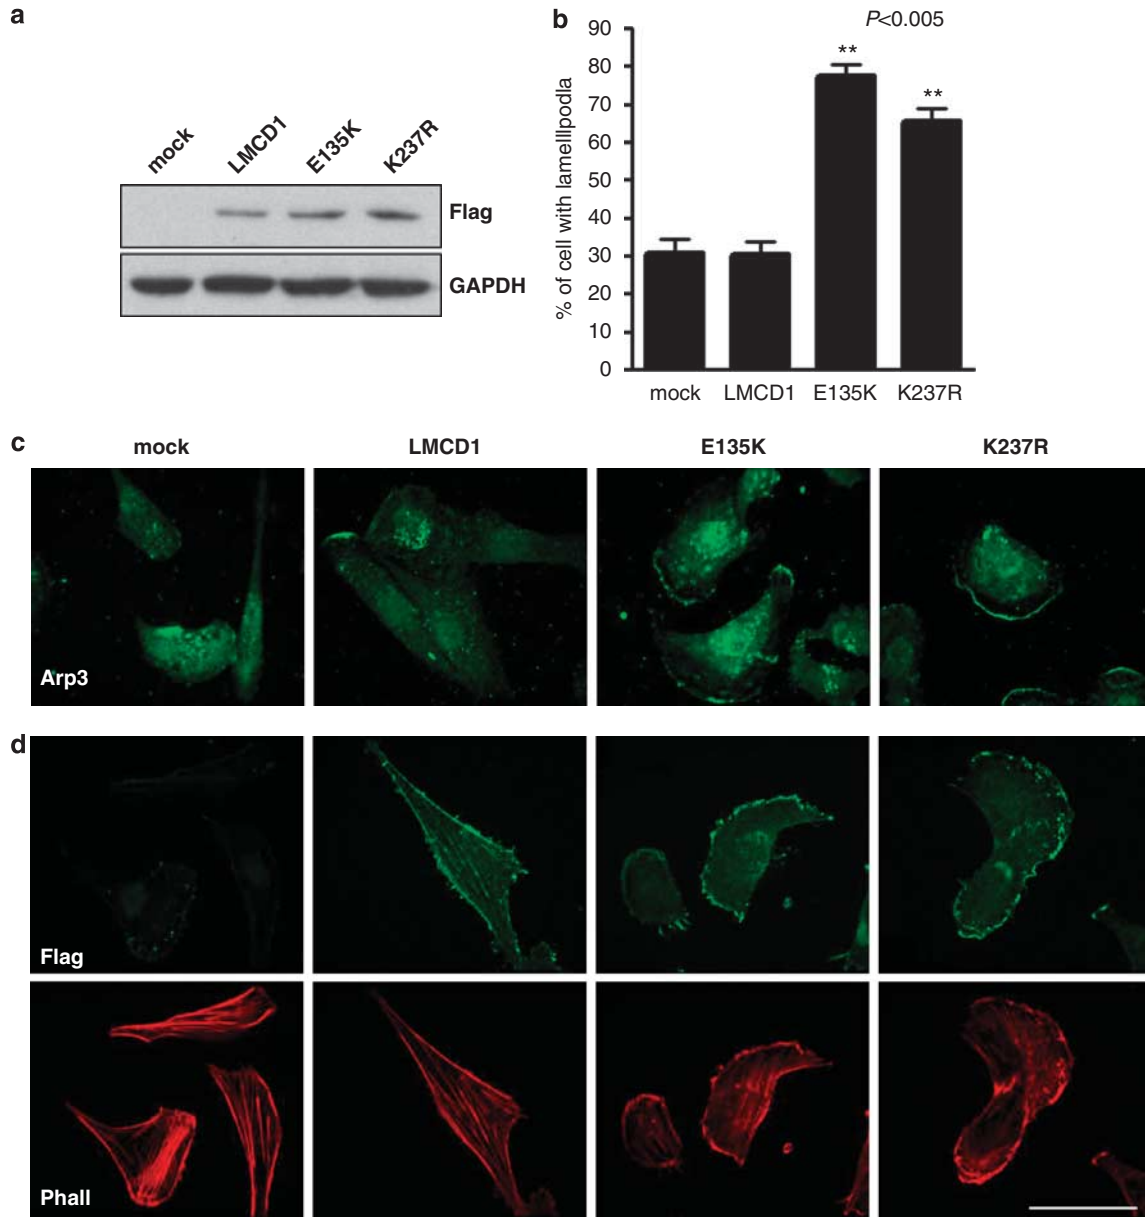 a
mock LMCD1 E135K K237R
Flag
GAPDH
b
P<0.005
% of cell with lamelllpodla
90
80
70
60
50
40
30
20
10
0
**
**
mock LMCD1 E135K K237R
c
mock LMCD1 E135K K237R
Arp3
d
Flag
Phall